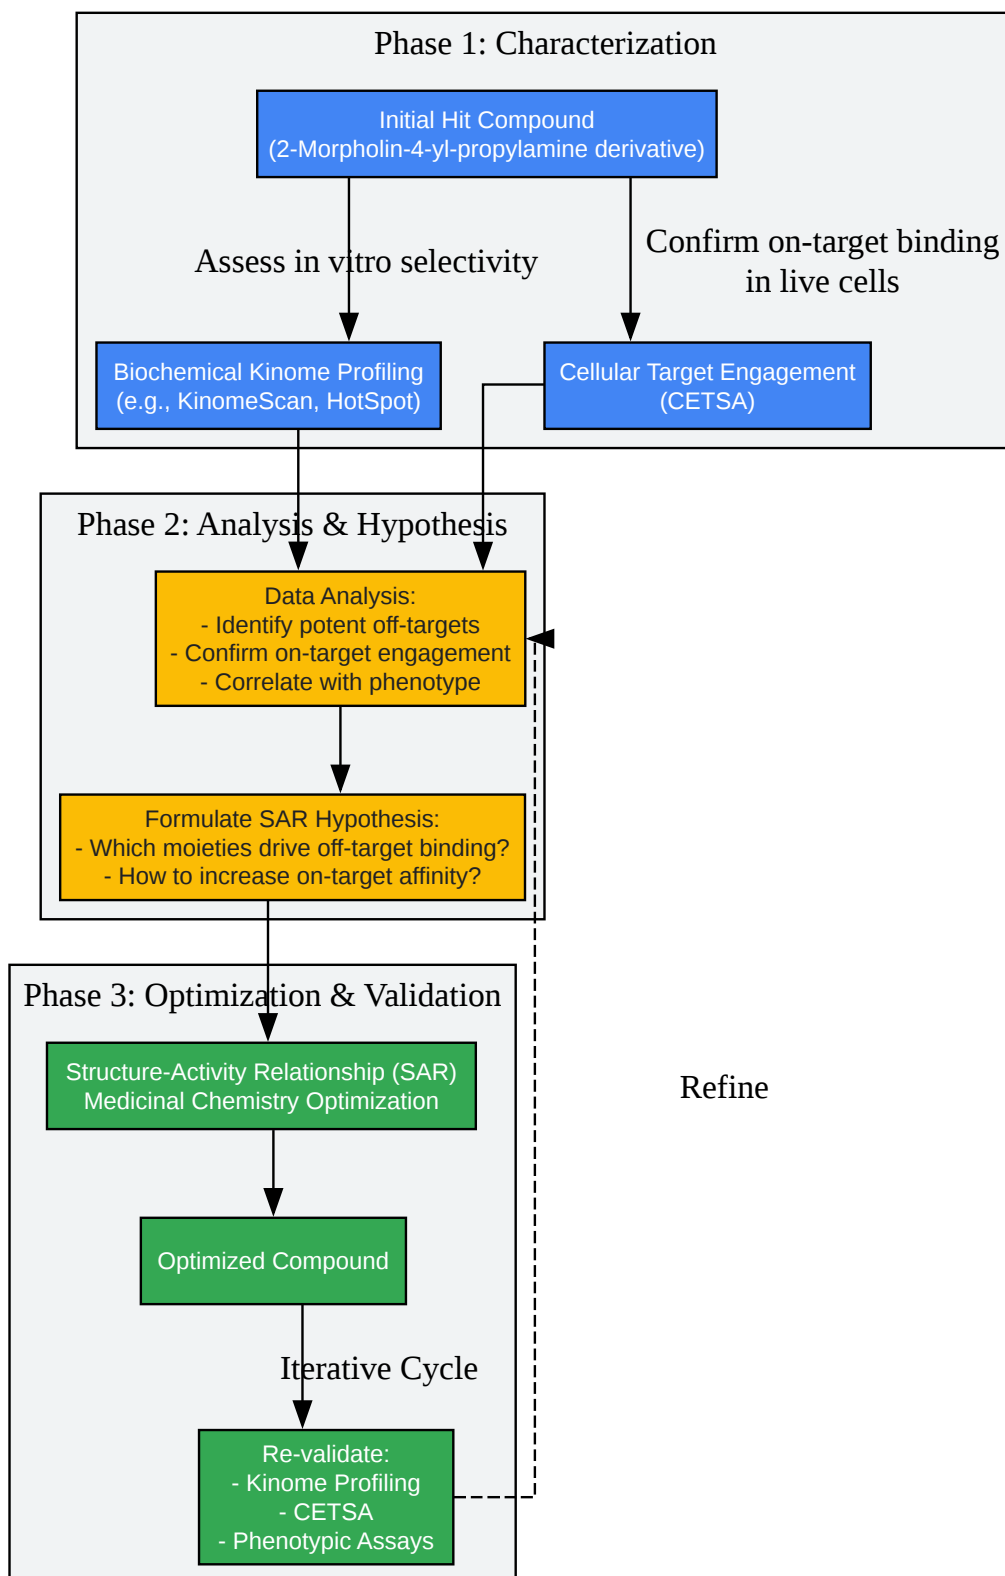 Phase 1: Characterization
Initial Hit Compound
(2-Morpholin-4-yl-propylamine derivative)
Assess in vitro selectivity
Confirm on-target binding
in live cells
Biochemical Kinome Profiling
(e.g., KinomeScan, HotSpot)
Cellular Target Engagement
(CETSA)
Phase 2: Analysis & Hypothesis
Data Analysis:
- Identify potent off-targets
- Confirm on-target engagement
- Correlate with phenotype
Formulate SAR Hypothesis:
- Which moieties drive off-target binding?
- How to increase on-target affinity?
Phase 3: Optimization & Validation
Structure-Activity Relationship (SAR)
Medicinal Chemistry Optimization
Refine
Optimized Compound
Iterative Cycle
Re-validate:
- Kinome Profiling
- CETSA
- Phenotypic Assays